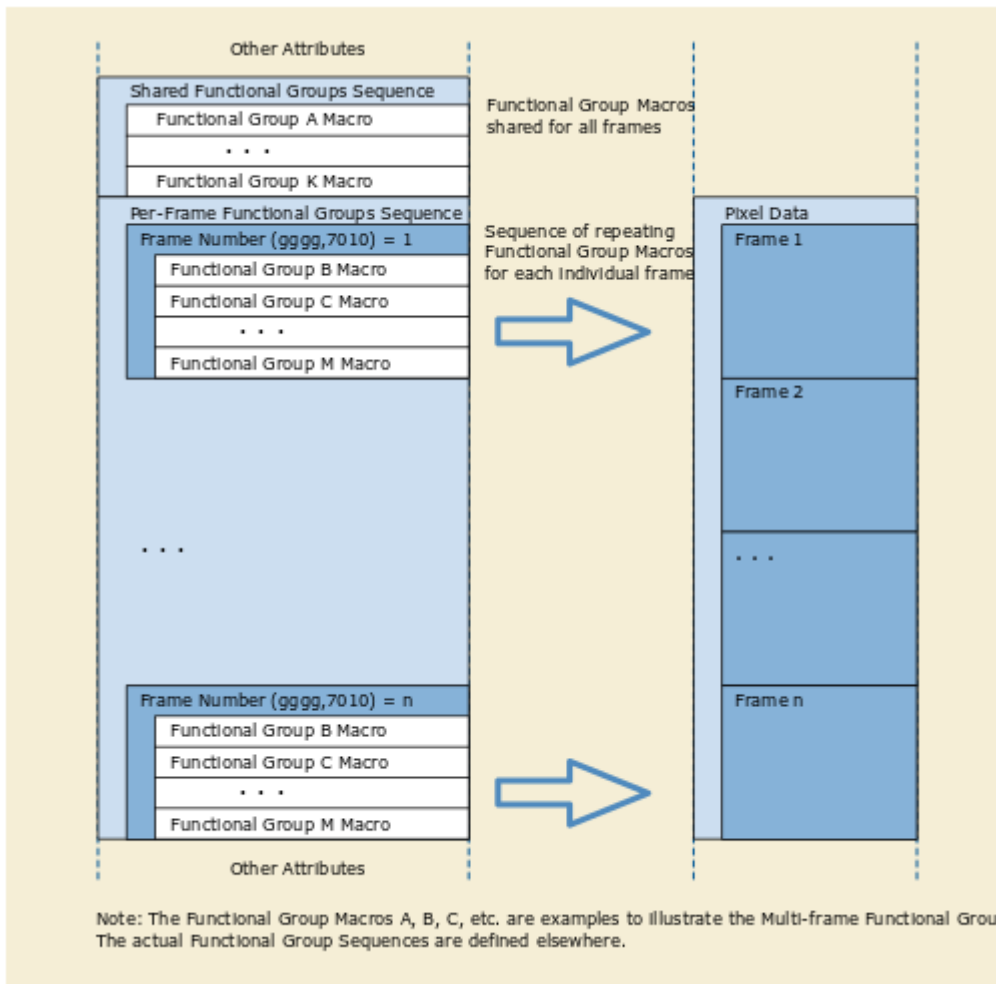 Other Attributes
Shared Functional Groups Sequence
Functional Group A Macro
. . .
Functional Group K Macro
Functional Group Macros
shared for all frames
Per-Frame Functional Groups Sequence
Frame Number (gggg,7010) = 1
Functional Group B Macro
Functional Group C Macro
. . .
Functional Group M Macro
Sequence of repeating
Functional Group Macros
for each individual frame
Pixel Data
Frame 1
Frame 2
. . .
Frame n
. . .
Frame Number (gggg,7010) = n
Functional Group B Macro
Functional Group C Macro
. . .
Functional Group M Macro
Other Attributes
Note: The Functional Group Macros A, B, C, etc. are examples to illustrate the Multi-frame Functional
The actual Functional Group Sequences are defined elsewhere.